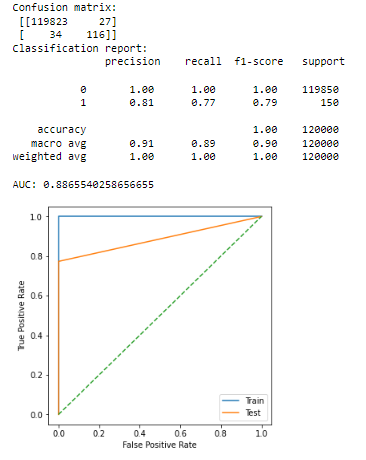 Confusion matrix:
[[119823 27]
[ 34 116]]
Classification report:
precision recall f1-score support
0 1.00 1.00 1.00 119850
1 0.81 0.77 0.79 150
accuracy 1.00 120000
macro avg 0.91 0.89 0.90 120000
weighted avg 1.00 1.00 1.00 120000
AUC: 0.8865540258656655
1.0
0.8
0.6
0.4
0.2
0.0
True Positive Rate
Train
Test
0.0 0.2 0.4 0.6 0.8 1.0
False Positive Rate